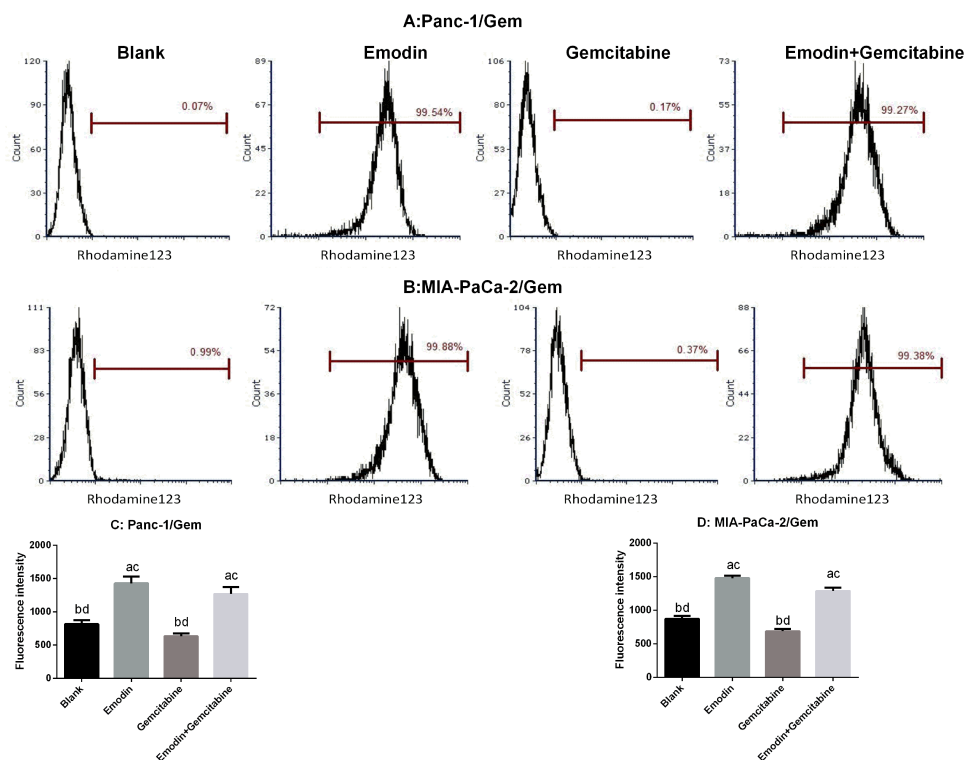 A:Panc-1/Gem
Blank
Emodin
Gemcitabine
Emodin+Gemcitabine
120
90
60
30
0
Count
0.07%
Rhodamine123
89
67
45
22
0
Count
99.54%
Rhodamine123
106
80
53
27
0
Count
0.17%
Rhodamine123
73
55
37
18
0
Count
99.27%
Rhodamine123
B:MIA-PaCa-2/Gem
111
83
56
28
0
Count
0.99%
Rhodamine123
72
54
36
18
0
Count
99.88%
Rhodamine123
104
78
52
26
0
Count
0.37%
Rhodamine123
88
66
44
22
0
Count
99.38%
Rhodamine123
C: Panc-1/Gem
Fluorescence intensity
2000
1500
1000
500
0
bd
ac
bd
ac
Blank
Emodin
Gemcitabine
Emodin+Gemcitabine
D: MIA-PaCa-2/Gem
Fluorescence intensity
2000
1500
1000
500
0
bd
ac
bd
ac
Blank
Emodin
Gemcitabine
Emodin+Gemcitabine